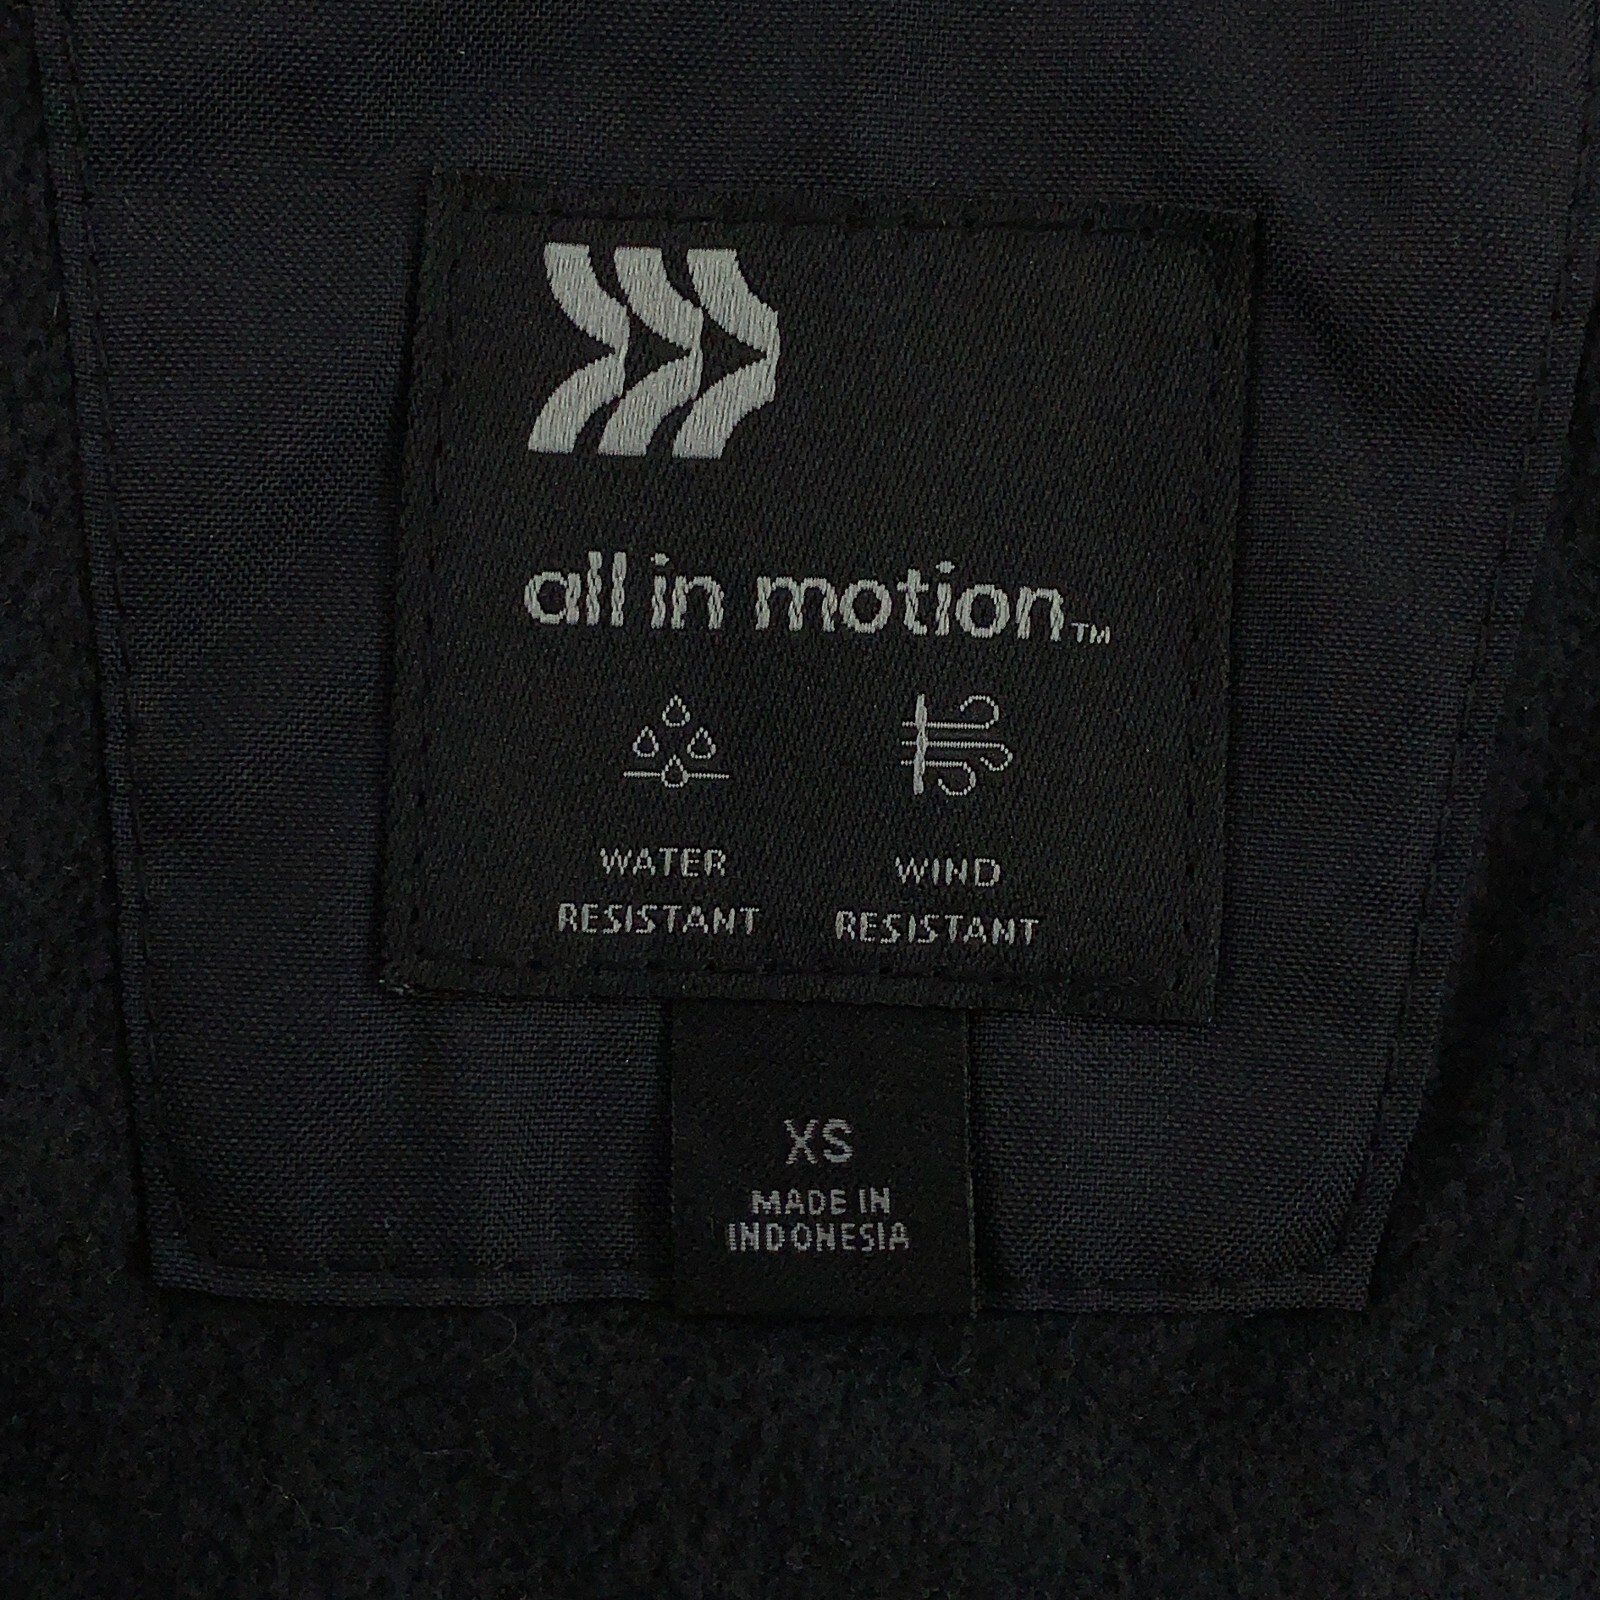 all in motion™
WATER
RESISTANT
WIND
RESISTANT
XS
MADE IN
INDONESIA